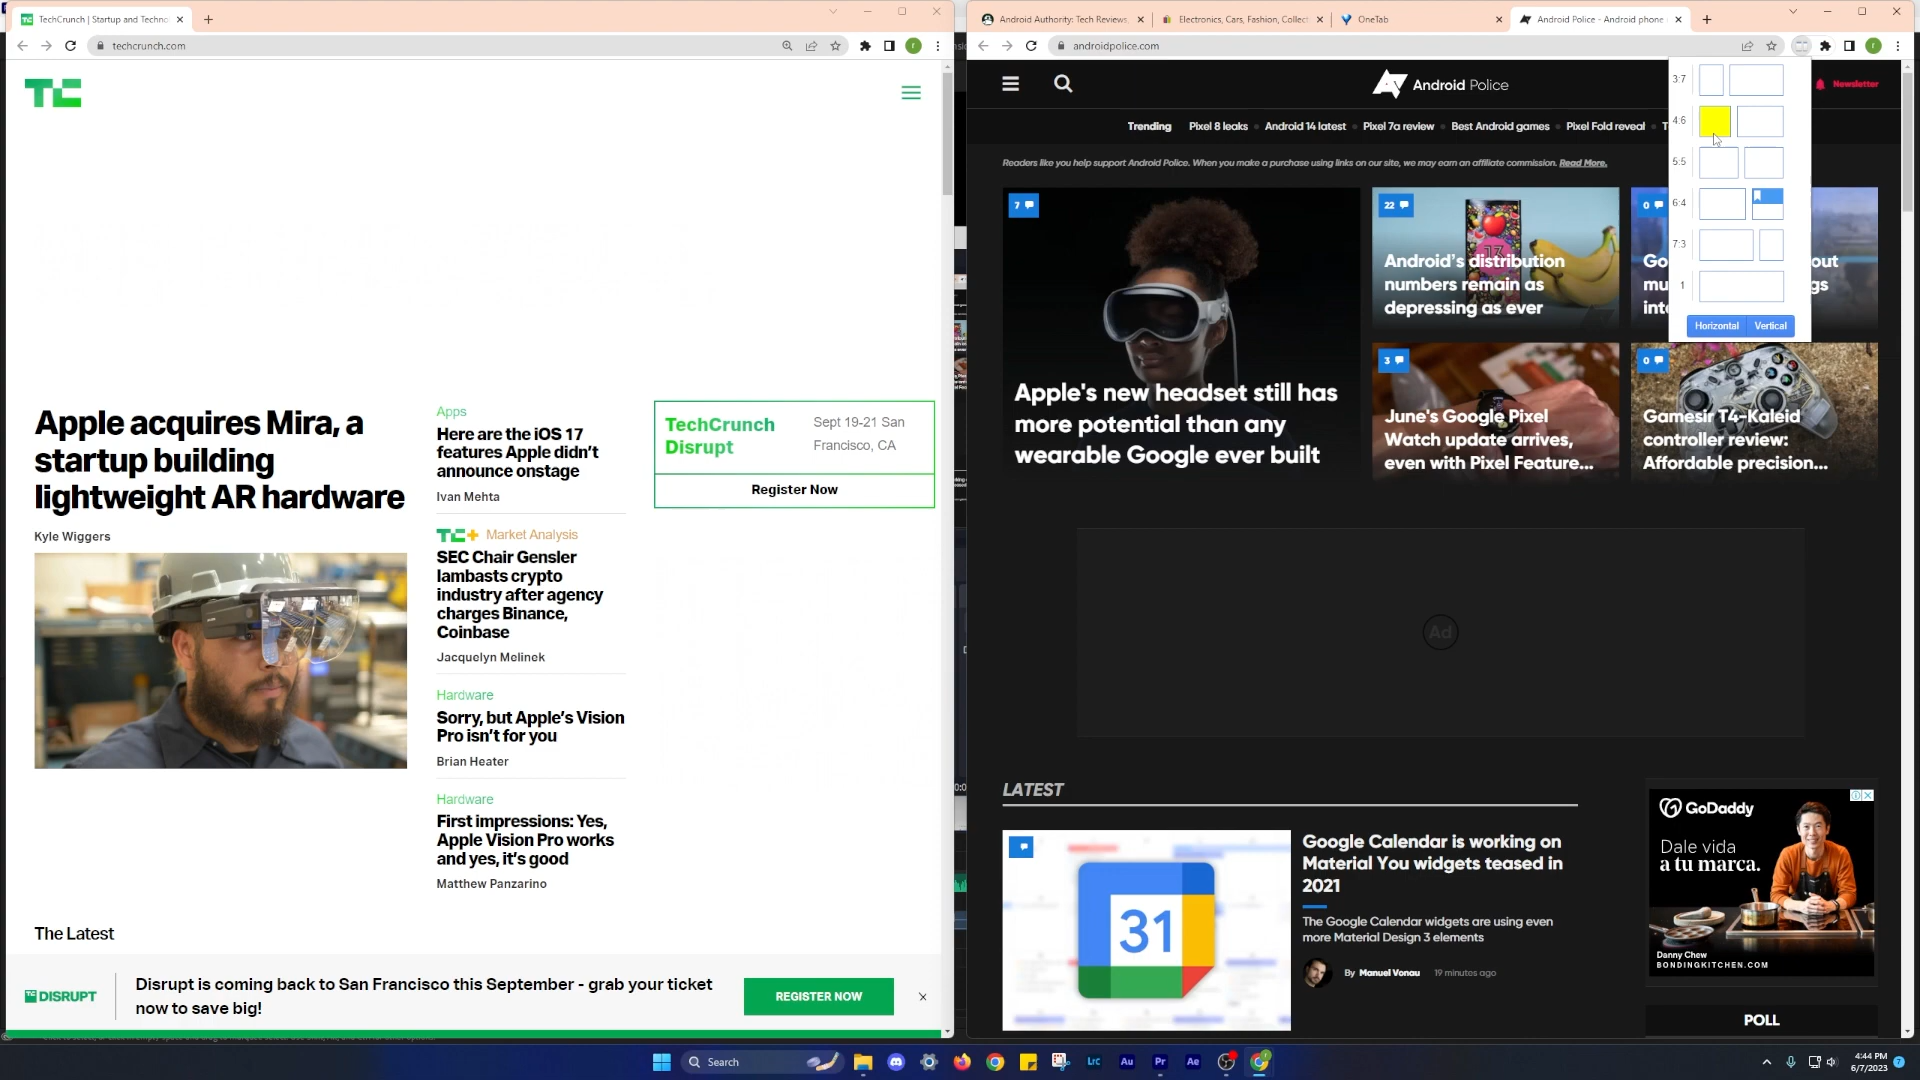 TechCrunch | Startup and Techno
techcrunch.com
Apple acquires Mira, a
startup building
lightweight AR hardware
Kyle Wiggers
Apps
Here are the iOS 17
features Apple didn't
announce onstage
Ivan Mehta
TC+ Market Analysis
SEC Chair Gensler
lambasts crypto
industry after agency
charges Binance,
Coinbase
Jacquelyn Melinek
Hardware
Sorry, but Apple's Vision
Pro isn't for you
Brian Heater
Hardware
First impressions: Yes,
Apple Vision Pro works
and yes, it's good
Matthew Panzarino
TechCrunch
Disrupt
Sept 19-21 San
Francisco, CA
Register Now
The Latest
TC DISRUPT
Disrupt is coming back to San Francisco this September - grab your ticket
now to save big!
REGISTER NOW
Android Authority: Tech Reviews,
Electronics, Cars, Fashion, Collect
OneTab
Android Police - Android phone
androidpolice.com
Android Police
Newsletter
Trending
Pixel 8 leaks
Android 14 latest
Pixel 7a review
Best Android games
Pixel Fold reveal
Readers like you help support Android Police. When you make a purchase using links on our site, we may earn an affiliate commission. Read More.
3:7
4:6
5:5
6:4
7:3
1
Horizontal
Vertical
7
Apple's new headset still has
more potential than any
wearable Google ever built
22
Android's distribution
numbers remain as
depressing as ever
0
3
June's Google Pixel
Watch update arrives,
even with Pixel Feature...
0
Gamesir T4-Kaleid
controller review:
Affordable precision...
Ad
LATEST
31
Google Calendar is working on
Material You widgets teased in
2021
The Google Calendar widgets are using even
more Material Design 3 elements
By Manuel Vonau 19 minutes ago
GoDaddy
Dale vida
a tu marca.
Danny Chew
BONDINGKITCHEN.COM
POLL
Search
Lrc
Au
Pr
Ae
4:44 PM
6/7/2023
7